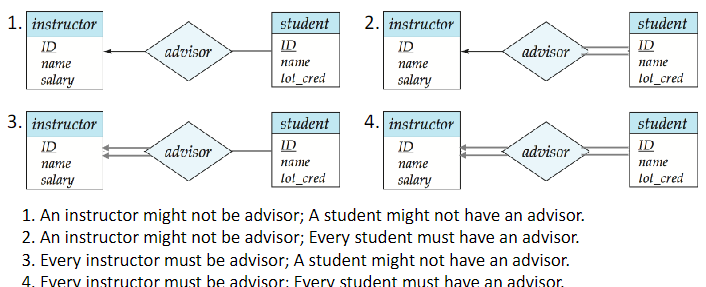 1. instructor advisor student 2. instructor advisor student
ID ID ID ID
name name name name
salary tot_cred salary tot_cred
3. instructor advisor student 4. instructor advisor student
ID ID ID ID
name name name name
salary tot_cred salary tot_cred
1. An instructor might not be advisor; A student might not have an advisor.
2. An instructor might not be advisor; Every student must have an advisor.
3. Every instructor must be advisor; A student might not have an advisor.
4. Every instructor must be advisor; Every student must have an advisor.